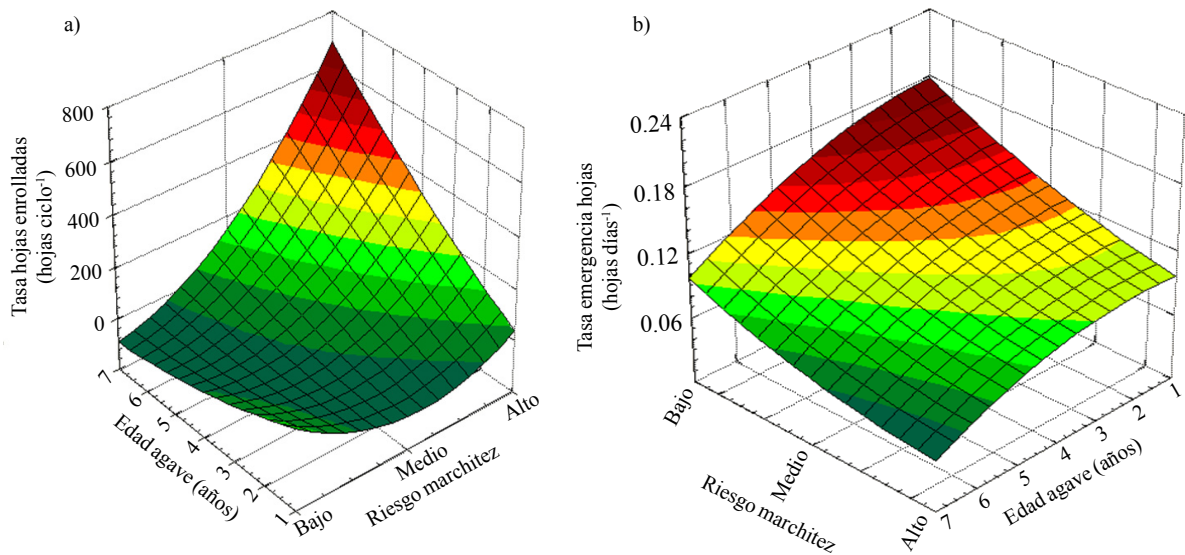 a)
Tasa hojas enrolladas
(hojas ciclo⁻¹)
800
600
400
200
0
7
6
5
4
3
2
1
Edad agave (años)
Bajo
Medio
Alto
Riesgo marchitez
b)
Tasa emergencia hojas
(hojas días⁻¹)
0.24
0.18
0.12
0.06
Bajo
Medio
Alto
Riesgo marchitez
7
6
5
4
3
2
1
Edad agave (años)